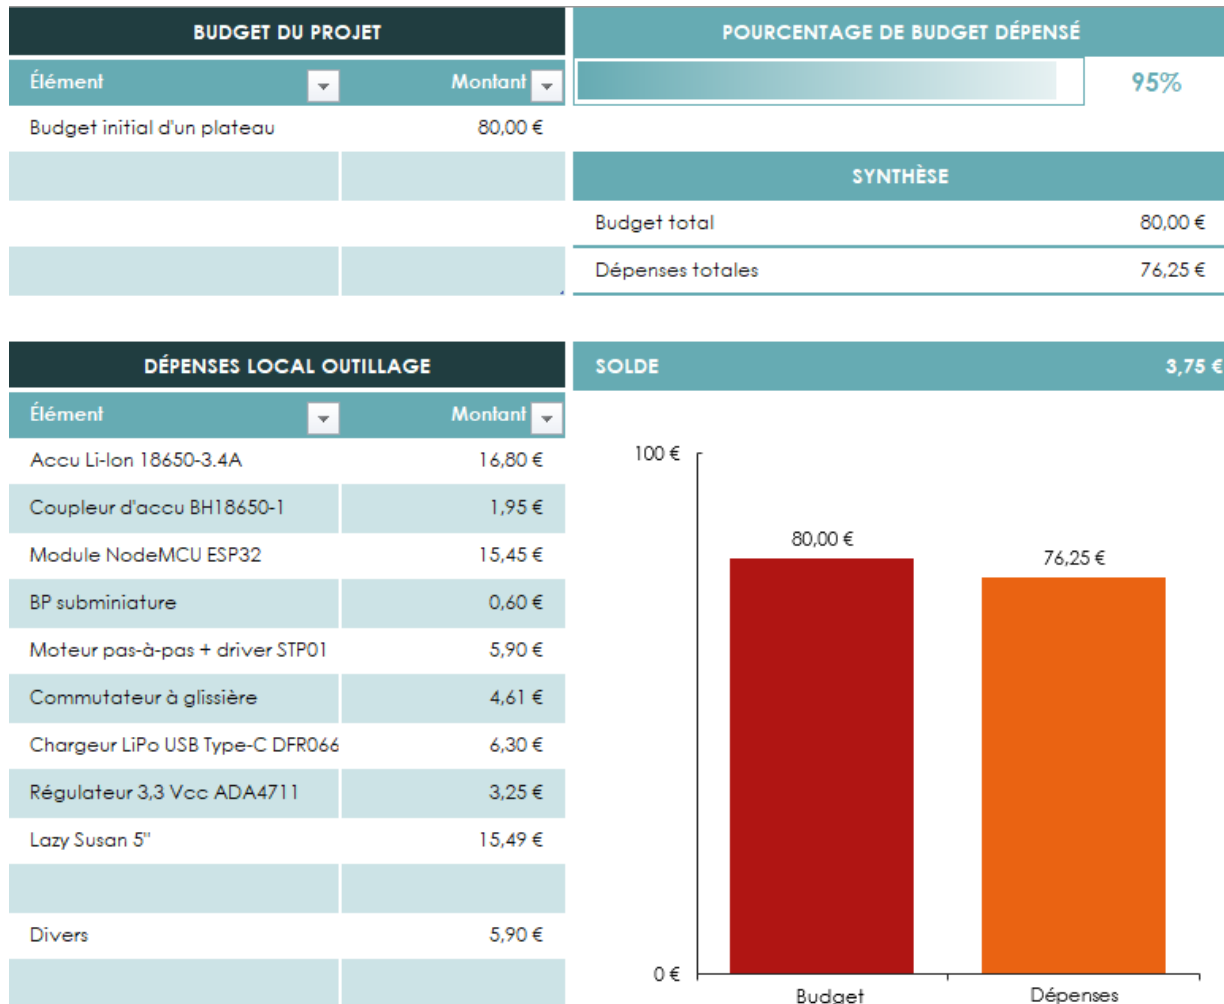 BUDGET DU PROJET
Élément Montant
Budget initial d'un plateau 80,00 €
POURCENTAGE DE BUDGET DÉPENSÉ
95%
SYNTHÈSE
Budget total 80,00 €
Dépenses totales 76,25 €
DÉPENSES LOCAL OUTILLAGE
Élément Montant
Accu Li-Ion 18650-3.4A 16,80 €
Coupleur d'accu BH18650-1 1,95 €
Module NodeMCU ESP32 15,45 €
BP subminiature 0,60 €
Moteur pas-à-pas + driver STP01 5,90 €
Commutateur à glissière 4,61 €
Chargeur LiPo USB Type-C DFR066 6,30 €
Régulateur 3,3 Vcc ADA4711 3,25 €
Lazy Susan 5" 15,49 €
Divers 5,90 €
SOLDE 3,75 €
100 €
80,00 €
76,25 €
0 €
Budget Dépenses